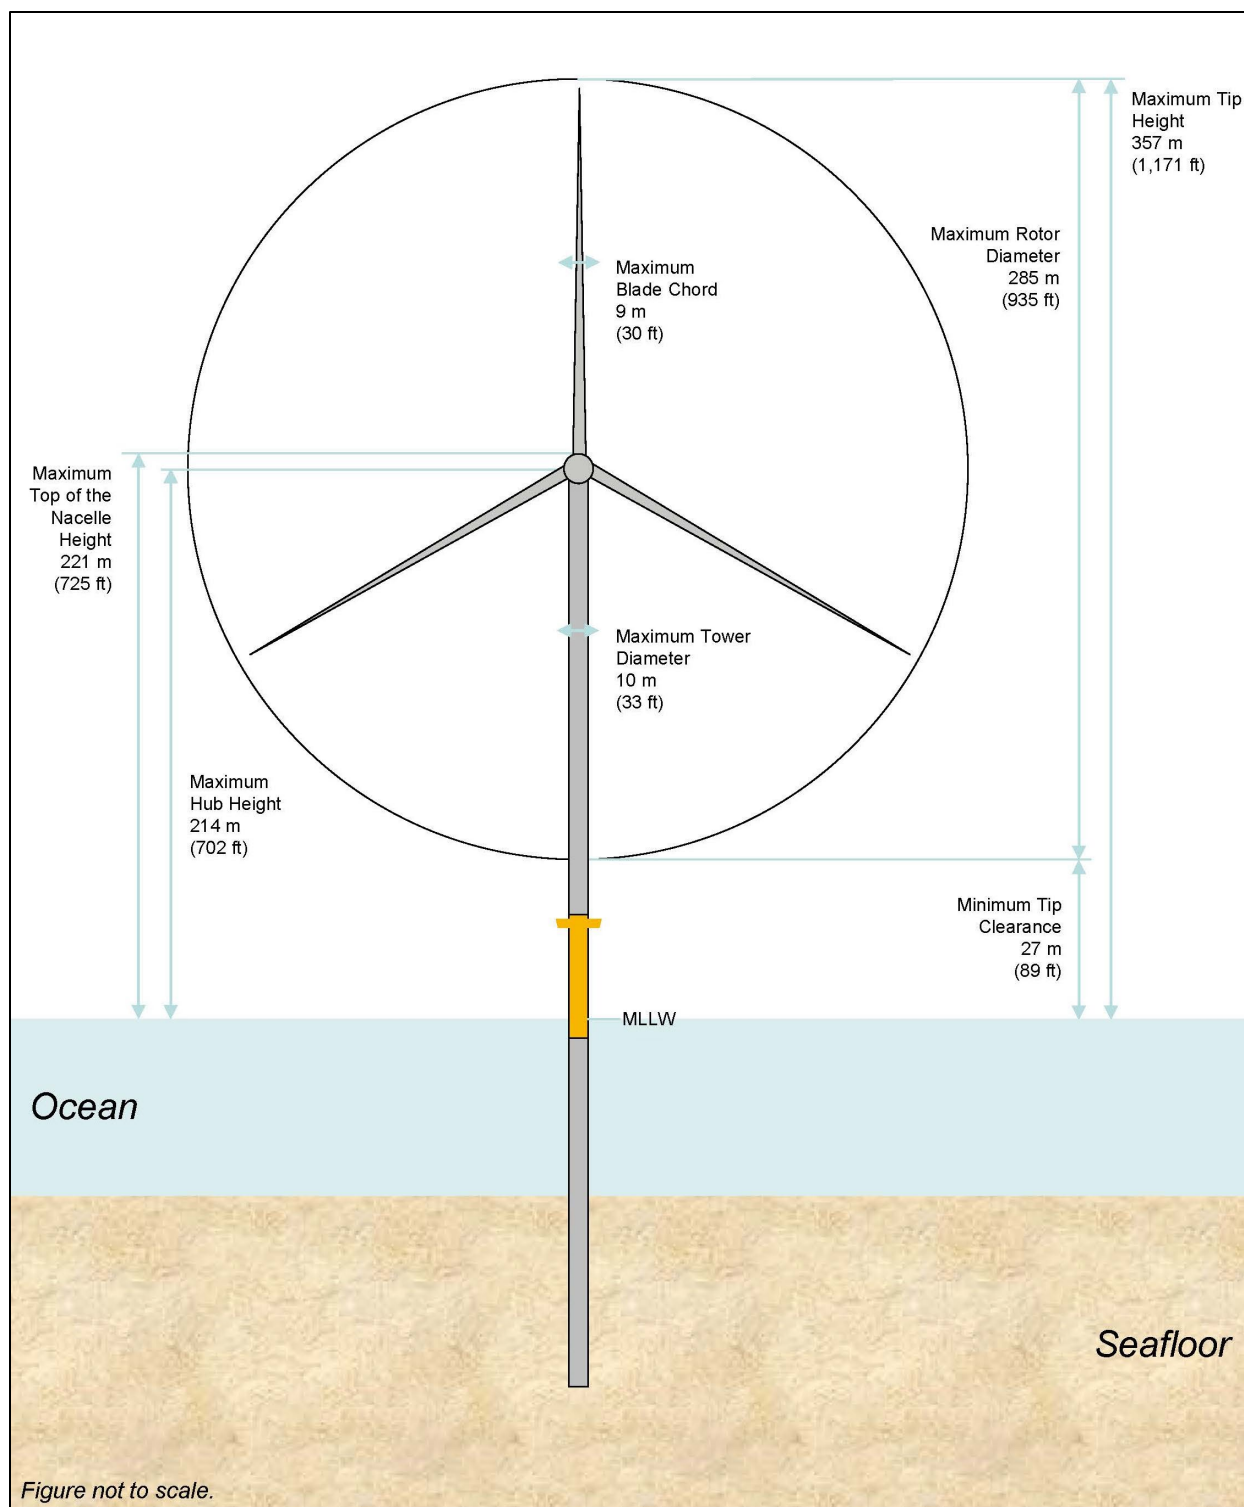 Maximum Tip
Height
357 m
(1,171 ft)
Maximum Rotor
Diameter
285 m
(935 ft)
Maximum
Blade Chord
9 m
(30 ft)
Maximum
Top of the
Nacelle
Height
221 m
(725 ft)
Maximum Tower
Diameter
10 m
(33 ft)
Maximum
Hub Height
214 m
(702 ft)
Minimum Tip
Clearance
27 m
(89 ft)
MLLW
Ocean
Seafloor
Figure not to scale.